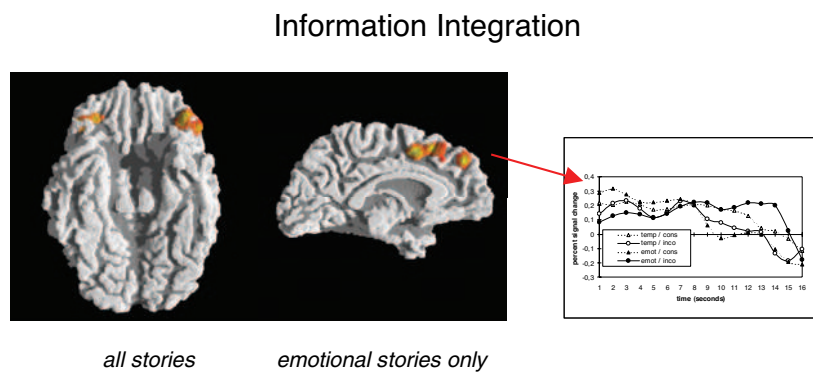 Information Integration
all stories
emotional stories only
percent signal change
0,4
0,3
0,2
0,1
0
-0,1
-0,2
-0,3
temp / cons
temp / inco
emot / cons
emot / inco
1 2 3 4 5 6 7 8 9 10 11 12 13 14 15 16
time (seconds)